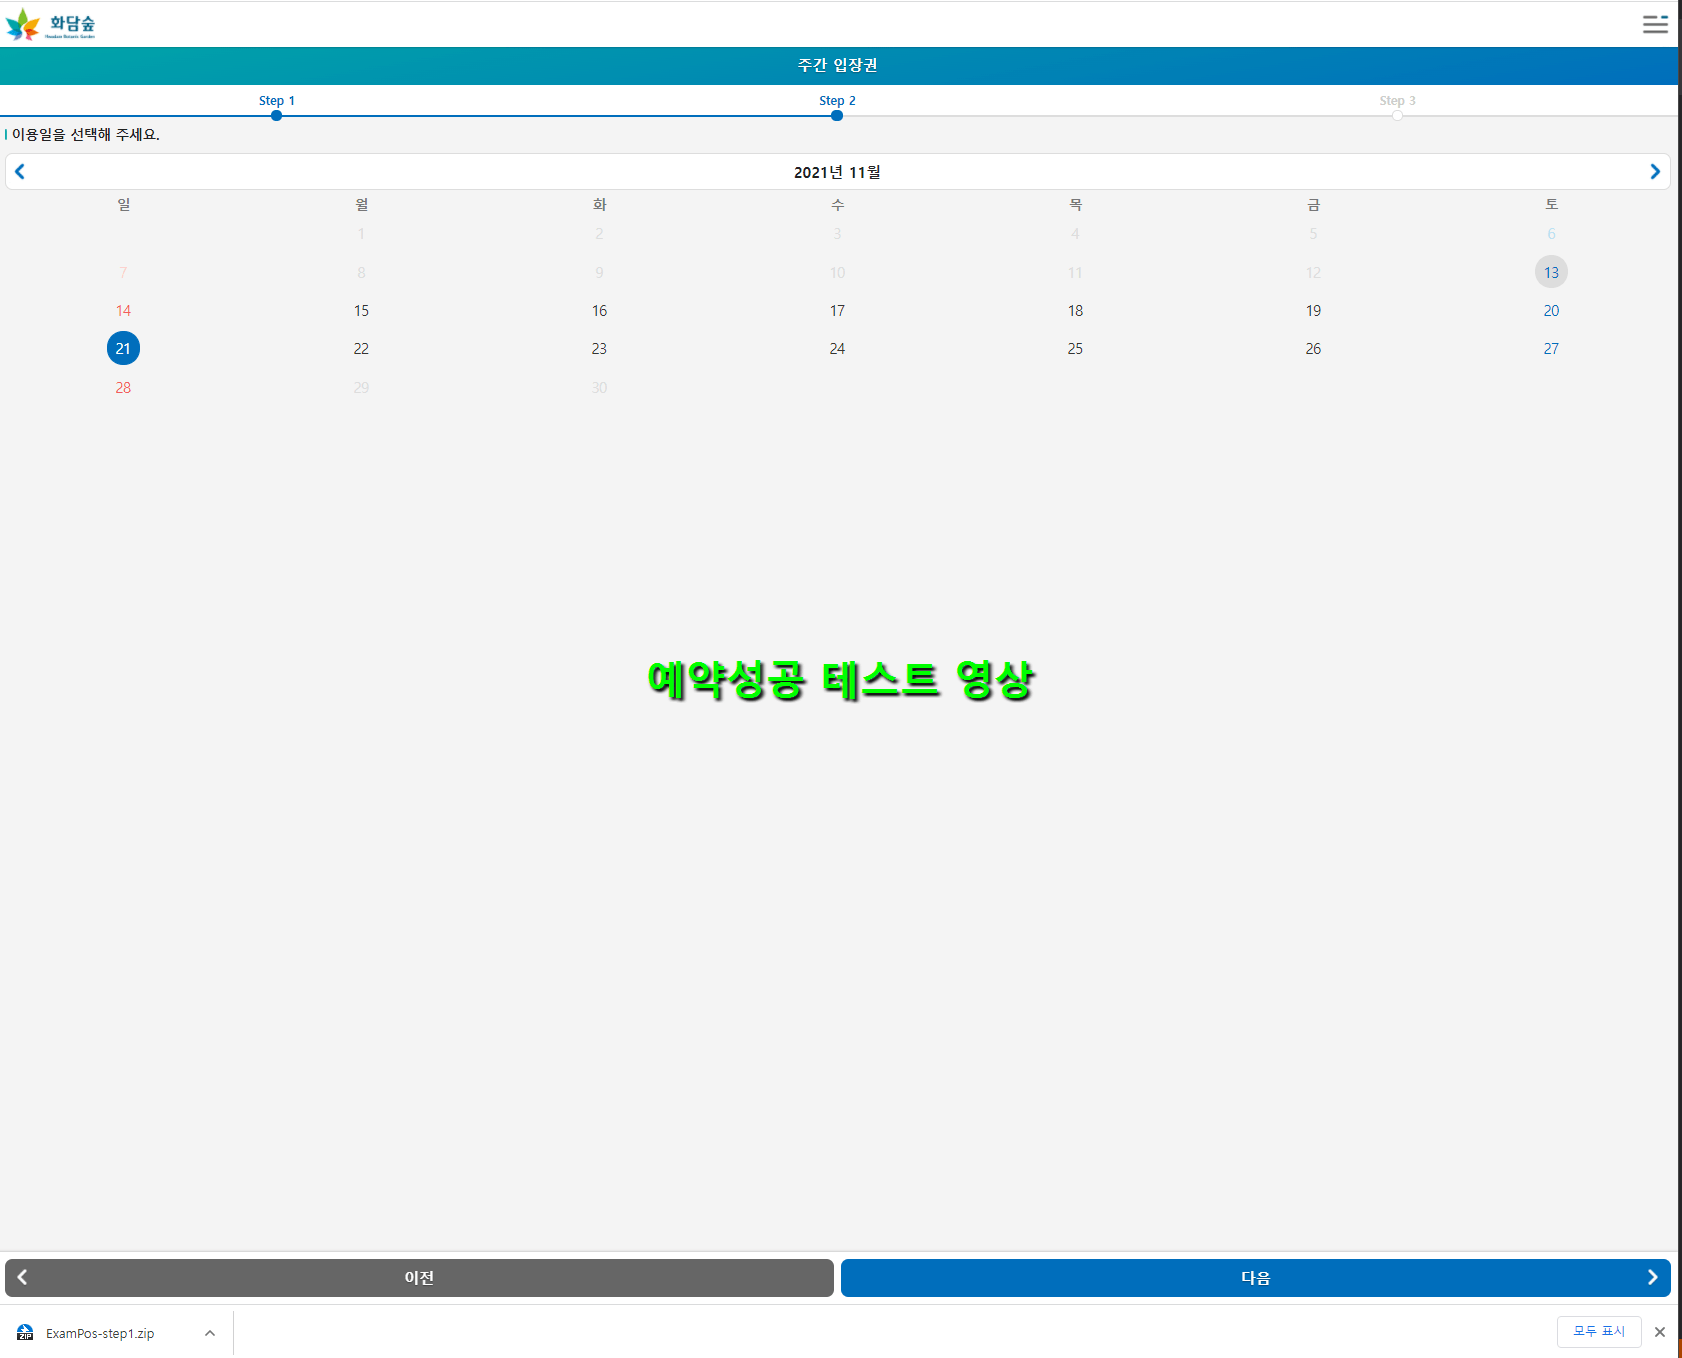 화담숲
Hwadam Botanic Garden
주간 입장권
Step 1 Step 2 Step 3
이용일을 선택해 주세요.
2021년 11월
일 월 화 수 목 금 토
1 2 3 4 5 6
7 8 9 10 11 12 13
14 15 16 17 18 19 20
21 22 23 24 25 26 27
28 29 30
예약성공 테스트 영상
이전 다음
ZIP ExamPos-step1.zip 모두 표시